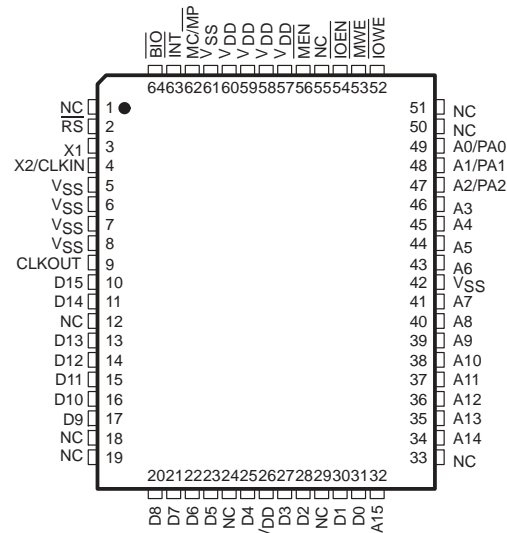 BIO INT MC/MP VSS VDD VDD VDD VDD MEN NC IOEN MWE IOWE
64 63 62 61 60 59 58 57 56 55 54 53 52
NC 1 51 NC
RS 2 50 NC
X1 3 49 A0/PA0
X2/CLKIN 4 48 A1/PA1
VSS 5 47 A2/PA2
VSS 6 46 A3
VSS 7 45 A4
VSS 8 44 A5
CLKOUT 9 43 A6
D15 10 42 VSS
D14 11 41 A7
NC 12 40 A8
D13 13 39 A9
D12 14 38 A10
D11 15 37 A11
D10 16 36 A12
D9 17 35 A13
NC 18 34 A14
NC 19 33 NC
20 21 22 23 24 25 26 27 28 29 30 31 32
D8 D7 D6 D5 NC D4 /DD D3 D2 NC D1 D0 A15